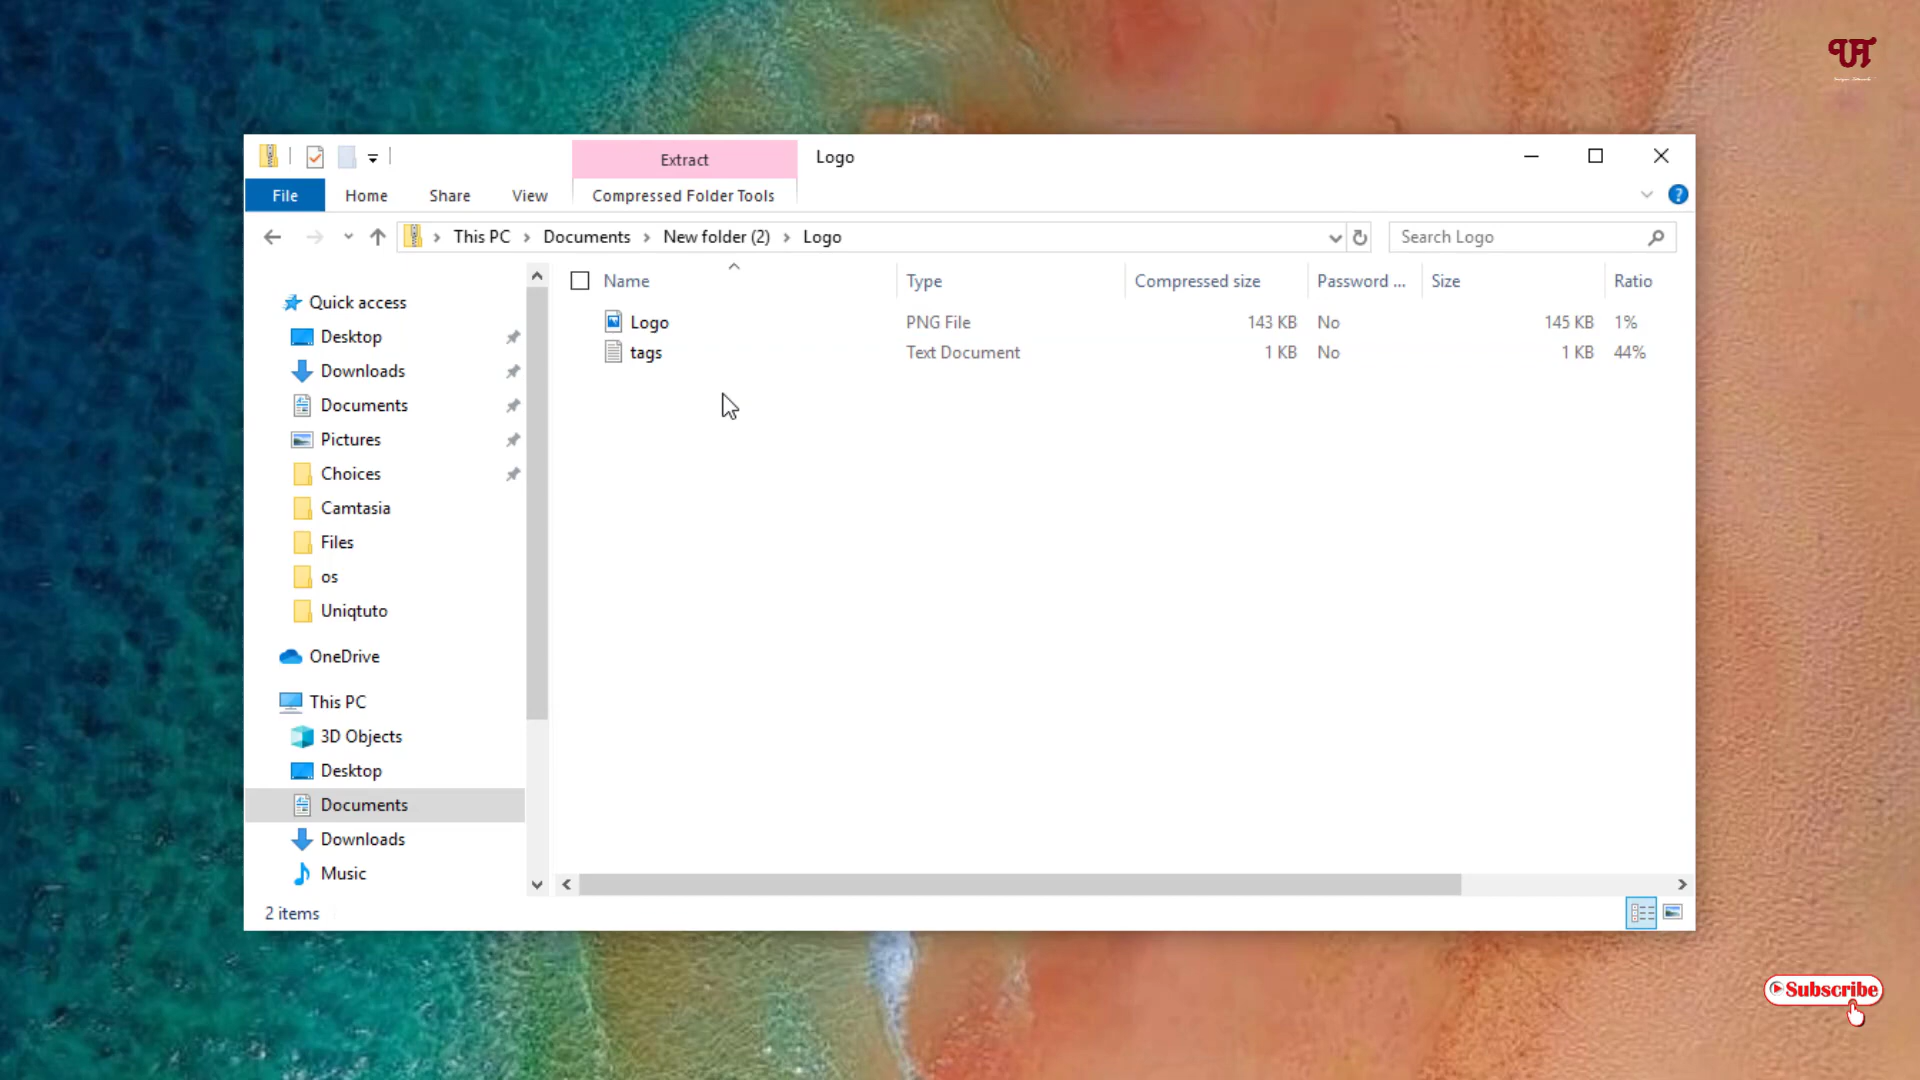 UT
Extract
Logo
File
Home
Share
View
Compressed Folder Tools
This PC
Documents
New folder (2)
Logo
Search Logo
Name
Type
Compressed size
Password ...
Size
Ratio
Logo
PNG File
143 KB
No
145 KB
1%
tags
Text Document
1 KB
No
1 KB
44%
Quick access
Desktop
Downloads
Documents
Pictures
Choices
Camtasia
Files
os
Uniqtuto
OneDrive
This PC
3D Objects
Desktop
Documents
Downloads
Music
2 items
Subscribe